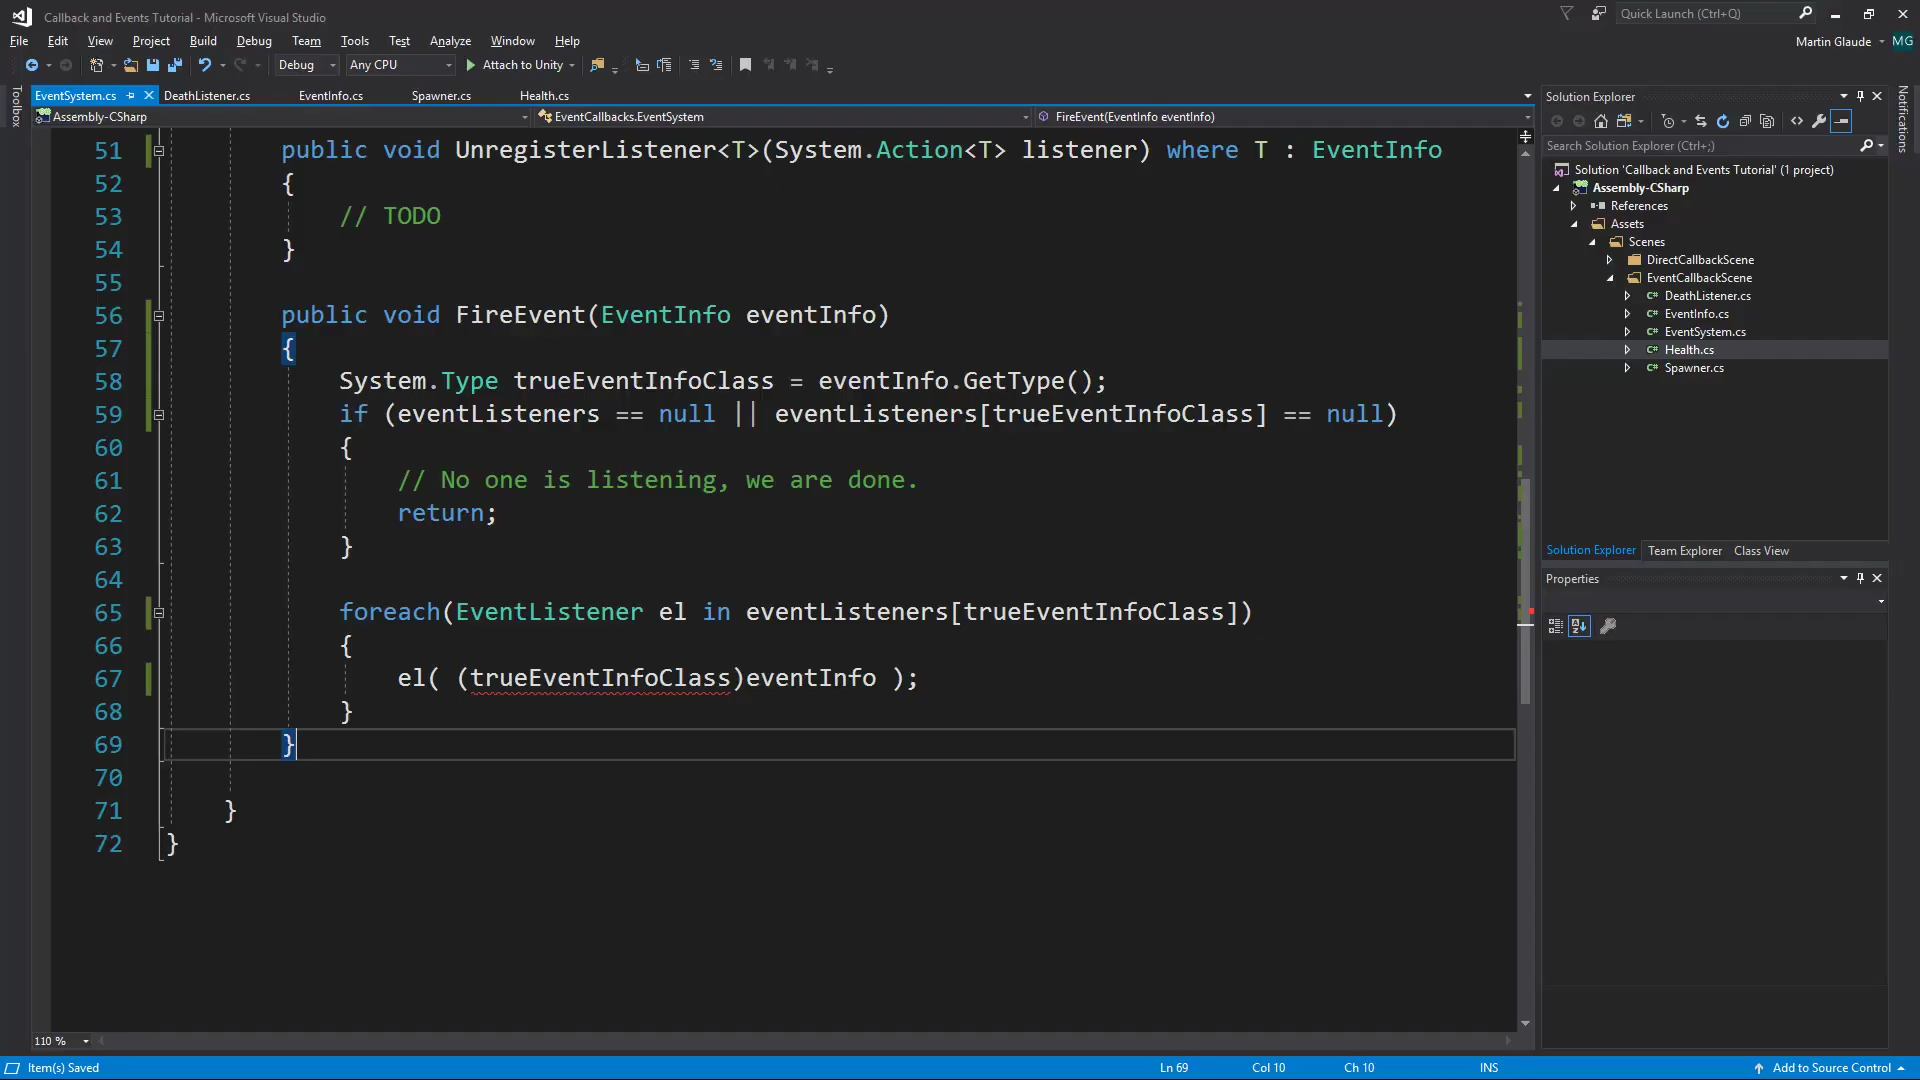 Callback and Events Tutorial - Microsoft Visual Studio
Quick Launch (Ctrl+Q)
File Edit View Project Build Debug Team Tools Test Analyze Window Help
Martin Glaude MG
Debug Any CPU Attach to Unity
Toolbox
EventSystem.cs DeathListener.cs EventInfo.cs Spawner.cs Health.cs
Assembly-CSharp EventCallbacks.EventSystem FireEvent(EventInfo eventInfo)
51 public void UnregisterListener<T>(System.Action<T> listener) where T : EventInfo
52 {
53 // TODO
54 }
55
56 public void FireEvent(EventInfo eventInfo)
57 {
58 System.Type trueEventInfoClass = eventInfo.GetType();
59 if (eventListeners == null || eventListeners[trueEventInfoClass] == null)
60 {
61 // No one is listening, we are done.
62 return;
63 }
64
65 foreach(EventListener el in eventListeners[trueEventInfoClass])
66 {
67 el( (trueEventInfoClass)eventInfo );
68 }
69 }
70
71 }
72 }
110 %
Solution Explorer
Search Solution Explorer (Ctrl+;)
Solution 'Callback and Events Tutorial' (1 project)
Assembly-CSharp
References
Assets
Scenes
DirectCallbackScene
EventCallbackScene
C# DeathListener.cs
C# EventInfo.cs
C# EventSystem.cs
C# Health.cs
C# Spawner.cs
Solution Explorer Team Explorer Class View
Properties
Notifications
Item(s) Saved Ln 69 Col 10 Ch 10 INS Add to Source Control